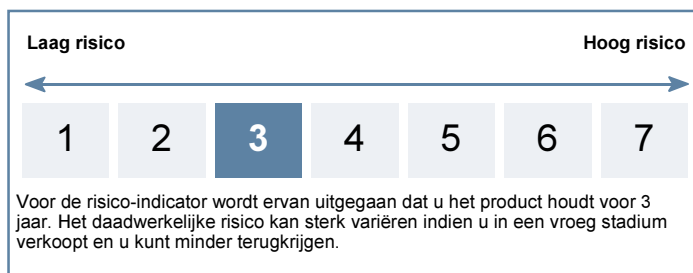 Laag risico Hoog risico
1 2 3 4 5 6 7
Voor de risico-indicator wordt ervan uitgegaan dat u het product houdt voor 3
jaar. Het daadwerkelijke risico kan sterk variëren indien u in een vroeg stadium
verkoopt en u kunt minder terugkrijgen.